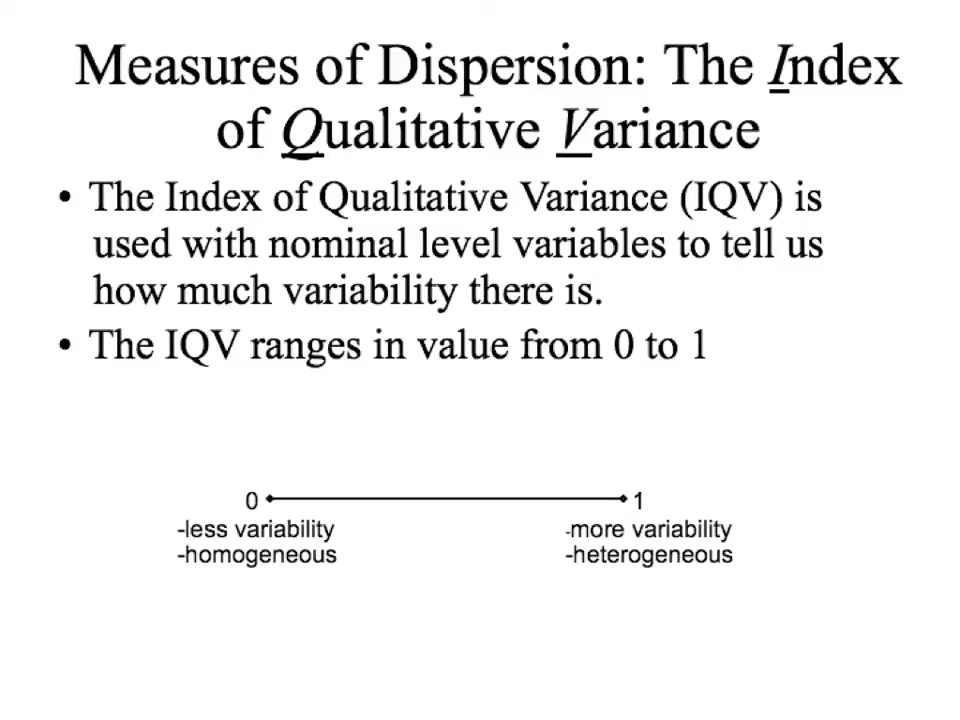 Measures of Dispersion: The Index
of Qualitative Variance
• The Index of Qualitative Variance (IQV) is
used with nominal level variables to tell us
how much variability there is.
• The IQV ranges in value from 0 to 1
0 1
-less variability -more variability
-homogeneous -heterogeneous